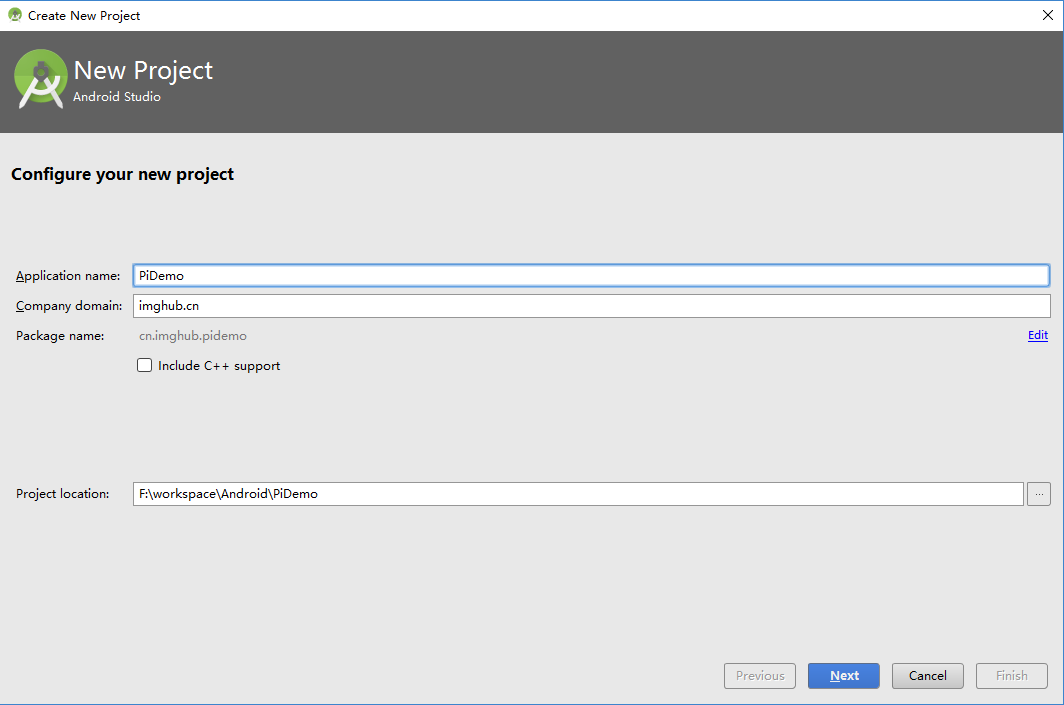 Create New Project
New Project
Android Studio
Configure your new project
Application name: PiDemo
Company domain: imghub.cn
Package name: cn.imghub.pidemo Edit
Include C++ support
Project location: F:\workspace\Android\PiDemo ...
Previous Next Cancel Finish